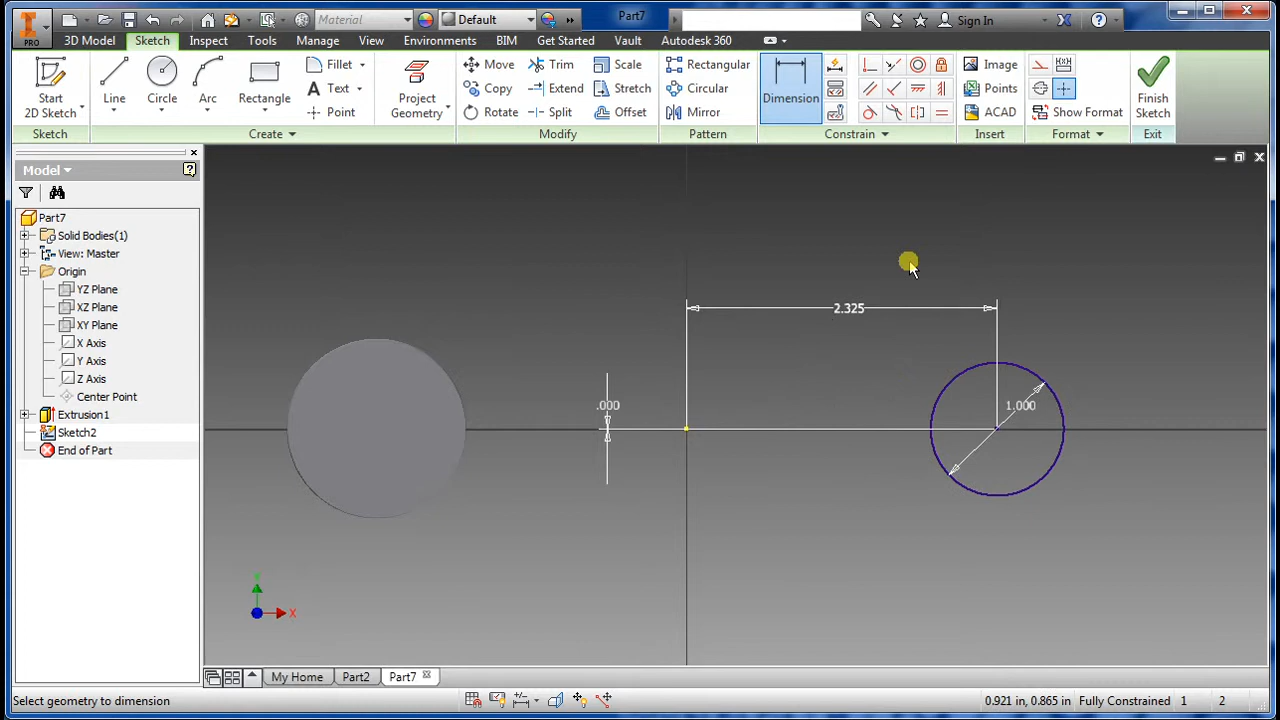 Material
Default
Part7
Sign In
PRO
3D Model Sketch Inspect Tools Manage View Environments BIM Get Started Vault Autodesk 360
Start 2D Sketch
Line
Circle
Arc
Rectangle
Fillet
Text
Point
Project Geometry
Move
Copy
Rotate
Trim
Extend
Split
Scale
Stretch
Offset
Rectangular
Circular
Mirror
Dimension
Image
Points
ACAD
Show Format
Finish Sketch
Sketch Create Modify Pattern Constrain Insert Format Exit
Model
Part7
Solid Bodies(1)
View: Master
Origin
YZ Plane
XZ Plane
XY Plane
X Axis
Y Axis
Z Axis
Center Point
Extrusion1
Sketch2
End of Part
2.325
.000
1.000
Y
X
My Home Part2 Part7
Select geometry to dimension
0.921 in, 0.865 in Fully Constrained 1 2